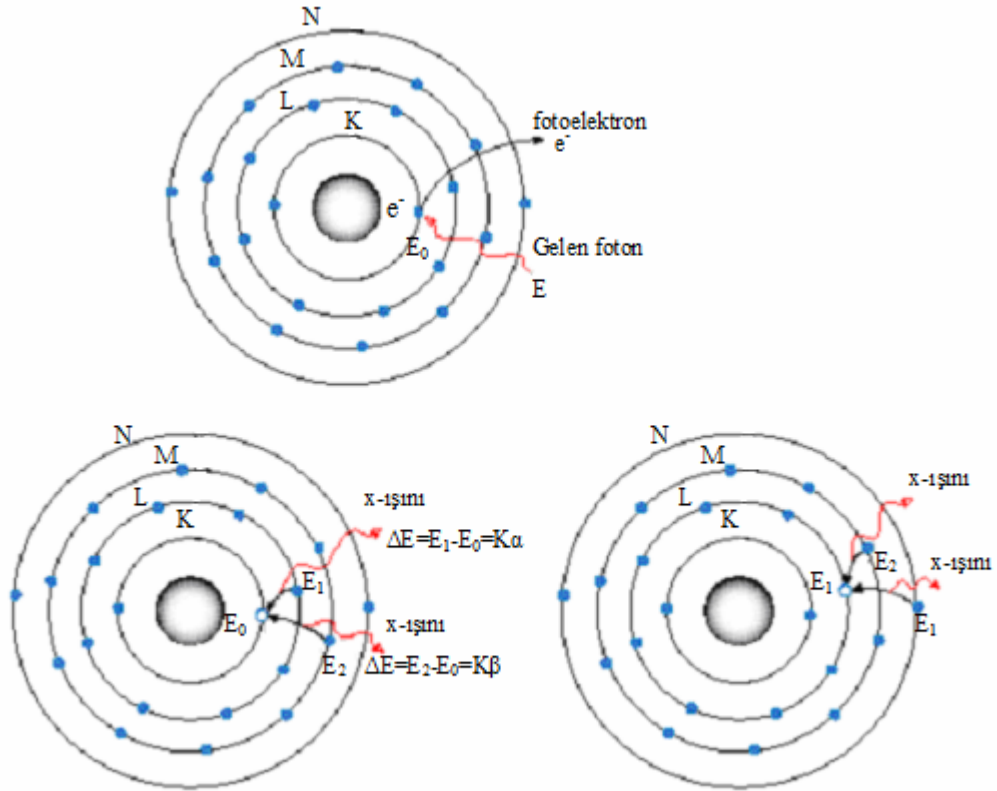 N
M
L
K
fotoelektron
e⁻
e⁻
E₀
Gelen foton
E
N
M
L
K
x-ışını
ΔE=E₁-E₀=Kα
E₁
E₀
x-ışını
E₂
ΔE=E₂-E₀=Kβ
N
M
L
K
x-ışını
E₂
x-ışını
E₁
E₁